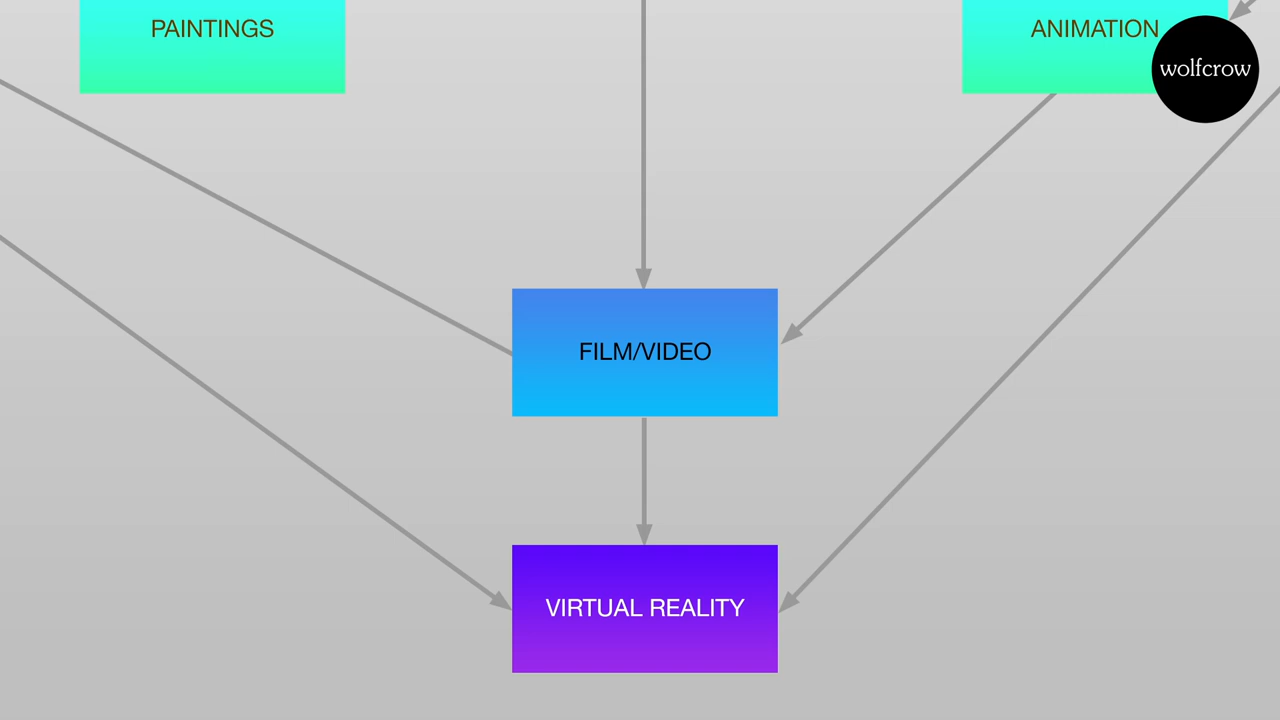 PAINTINGS
ANIMATION
wolfcrow
FILM/VIDEO
VIRTUAL REALITY